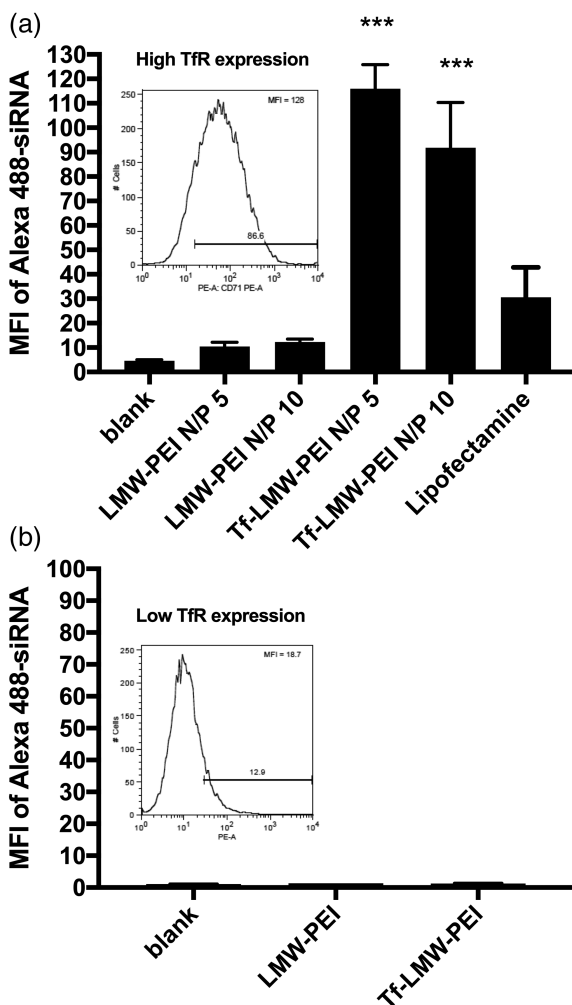 (a)
***
***
130
120
110
100
90
80
70
60
50
40
30
20
10
0
MFI of Alexa 488-siRNA
High TfR expression
MFI = 128
250
200
150
100
50
0
# Cells
86.6
10^0 10^1 10^2 10^3 10^4
PE-A: CD71 PE-A
blank
LMW-PEI N/P 5
LMW-PEI N/P 10
Tf-LMW-PEI N/P 5
Tf-LMW-PEI N/P 10
Lipofectamine
(b)
100
90
80
70
60
50
40
30
20
10
0
MFI of Alexa 488-siRNA
Low TfR expression
MFI = 18.7
250
200
150
100
50
0
# Cells
12.9
10^0 10^1 10^2 10^3 10^4
PE-A
blank
LMW-PEI
Tf-LMW-PEI